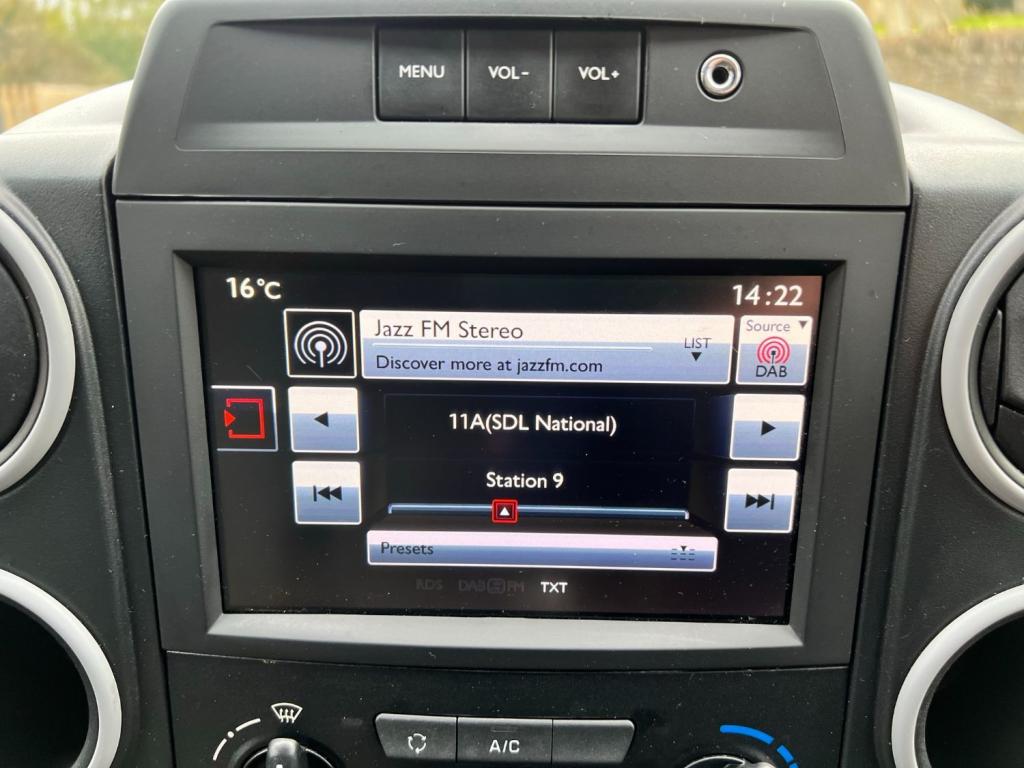 MENU VOL- VOL+
16°C 14:22
Jazz FM Stereo
LIST
Source
Discover more at jazzfm.com
DAB
11A(SDL National)
Station 9
Presets
RDS DAB FM TXT
A/C